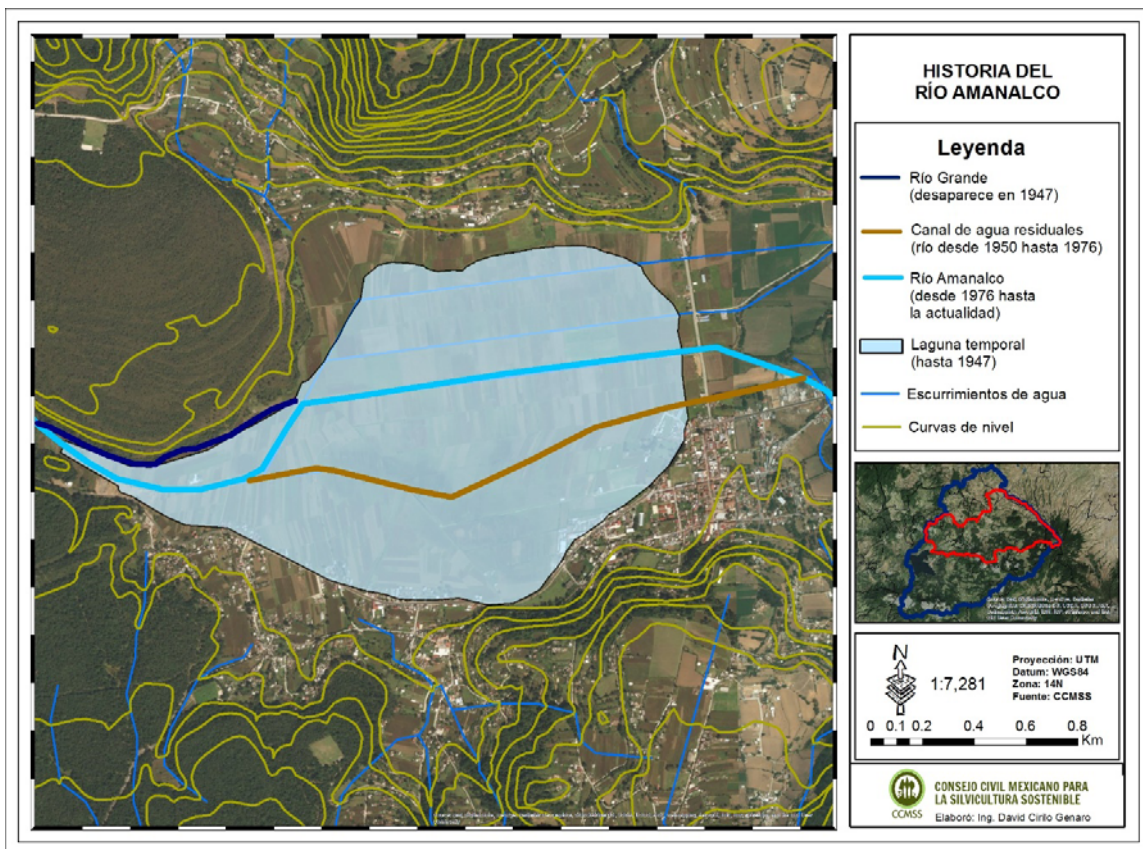 HISTORIA DEL
RÍO AMANALCO
Leyenda
Río Grande
(desaparece en 1947)
Canal de agua residuales
(río desde 1950 hasta 1976)
Río Amanalco
(desde 1976 hasta
la actualidad)
Laguna temporal
(hasta 1947)
Escurrimientos de agua
Curvas de nivel
N
1:7,281
Proyección: UTM
Datum: WGS84
Zona: 14N
Fuente: CCMSS
0 0.1 0.2 0.4 0.6 0.8
Km
CCMSS
CONSEJO CIVIL MEXICANO PARA
LA SILVICULTURA SOSTENIBLE
Elaboró: Ing. David Cirilo Genaro